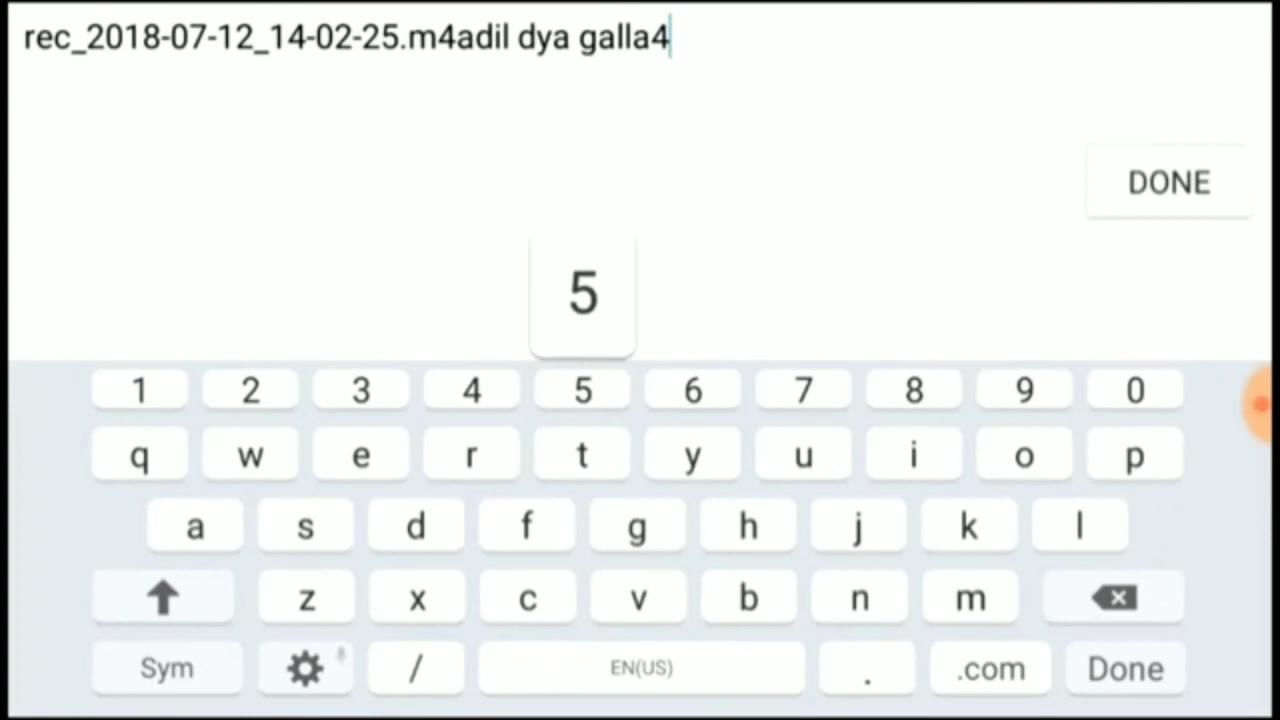 rec_2018-07-12_14-02-25.m4adil dya galla4
DONE
5
1 2 3 4 5 6 7 8 9 0
q w e r t y u i o p
a s d f g h j k l
z x c v b n m
Sym / EN(US) . .com Done